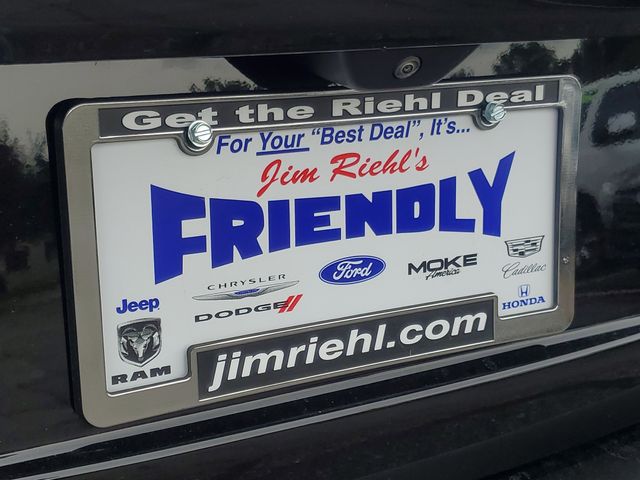 Get the Riehl Deal
For Your "Best Deal", It's...
Jim Riehl's
FRIENDLY
CHRYSLER
DODGE
Ford
MOKE
America
Cadillac
Jeep
HONDA
RAM
jimriehl.com